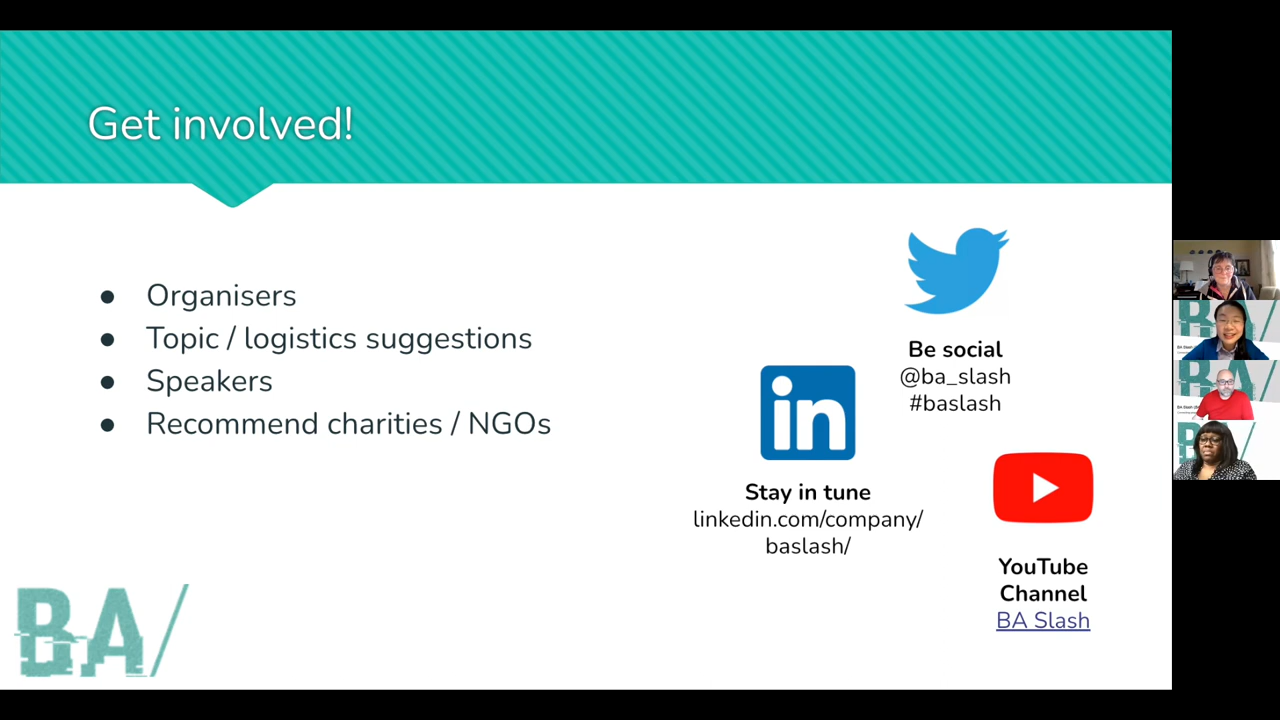 Get involved!
● Organisers
● Topic / logistics suggestions
● Speakers
● Recommend charities / NGOs
Be social
@ba_slash
#baslash
in
Stay in tune
linkedin.com/company/
baslash/
YouTube
Channel
BA Slash
BA/